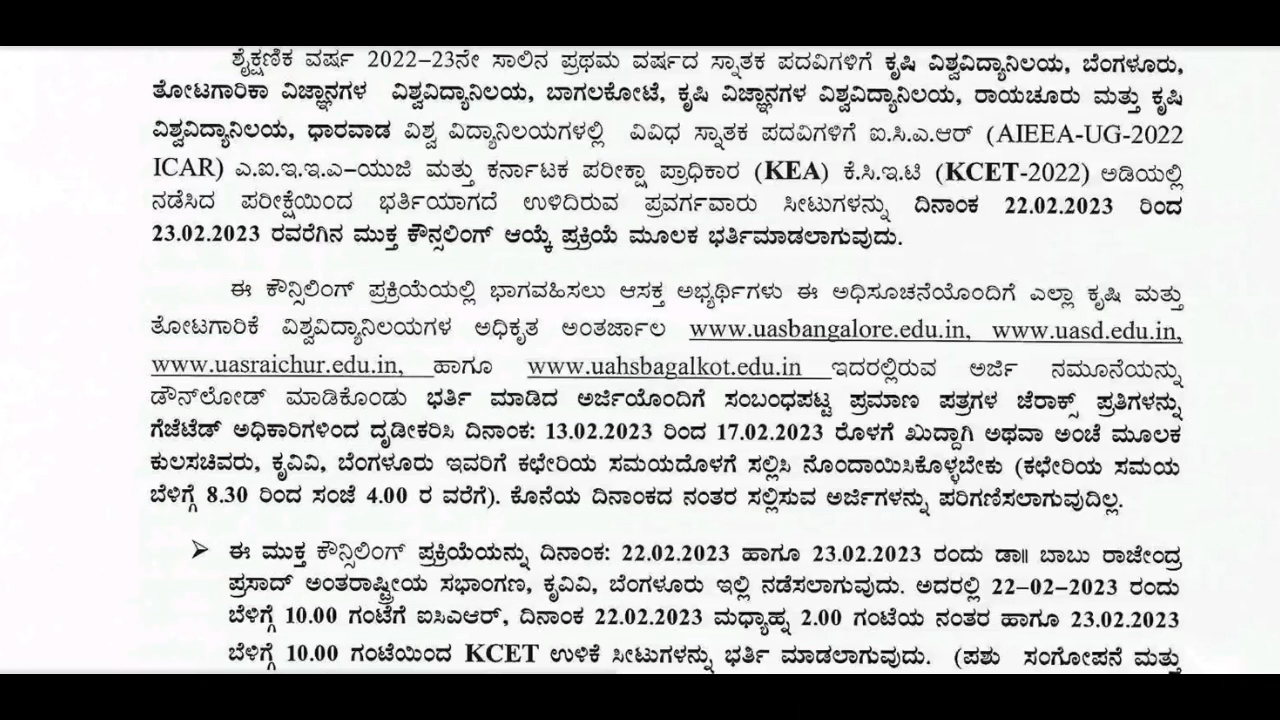 ಶೈಕ್ಷಣಿಕ ವರ್ಷ 2022–23ನೇ ಸಾಲಿನ ಪ್ರಥಮ ವರ್ಷದ ಸ್ನಾತಕ ಪದವಿಗಳಿಗೆ ಕೃಷಿ ವಿಶ್ವವಿದ್ಯಾನಿಲಯ, ಬೆಂಗಳೂರು,
ತೋಟಗಾರಿಕಾ ವಿಜ್ಞಾನಗಳ ವಿಶ್ವವಿದ್ಯಾನಿಲಯ, ಬಾಗಲಕೋಟೆ, ಕೃಷಿ ವಿಜ್ಞಾನಗಳ ವಿಶ್ವವಿದ್ಯಾನಿಲಯ, ರಾಯಚೂರು ಮತ್ತು ಕೃಷಿ
ವಿಶ್ವವಿದ್ಯಾನಿಲಯ, ಧಾರವಾಡ ವಿಶ್ವ ವಿದ್ಯಾನಿಲಯಗಳಲ್ಲಿ ವಿವಿಧ ಸ್ನಾತಕ ಪದವಿಗಳಿಗೆ ಐ.ಸಿ.ಎ.ಆರ್ (AIEEA-UG-2022
ICAR) ಎ.ಐ.ಇ.ಇ.ಎ–ಯುಜಿ ಮತ್ತು ಕರ್ನಾಟಕ ಪರೀಕ್ಷಾ ಪ್ರಾಧಿಕಾರ (KEA) ಕೆ.ಸಿ.ಇ.ಟಿ (KCET-2022) ಅಡಿಯಲ್ಲಿ
ನಡೆಸಿದ ಪರೀಕ್ಷೆಯಿಂದ ಭರ್ತಿಯಾಗದೆ ಉಳಿದಿರುವ ಪ್ರವರ್ಗವಾರು ಸೀಟುಗಳನ್ನು ದಿನಾಂಕ 22.02.2023 ರಿಂದ
23.02.2023 ರವರೆಗಿನ ಮುಕ್ತ ಕೌನ್ಸಲಿಂಗ್ ಆಯ್ಕೆ ಪ್ರಕ್ರಿಯೆ ಮೂಲಕ ಭರ್ತಿಮಾಡಲಾಗುವುದು.
ಈ ಕೌನ್ಸಿಲಿಂಗ್ ಪ್ರಕ್ರಿಯೆಯಲ್ಲಿ ಭಾಗವಹಿಸಲು ಆಸಕ್ತ ಅಭ್ಯರ್ಥಿಗಳು ಈ ಅಧಿಸೂಚನೆಯೊಂದಿಗೆ ಎಲ್ಲಾ ಕೃಷಿ ಮತ್ತು
ತೋಟಗಾರಿಕೆ ವಿಶ್ವವಿದ್ಯಾನಿಲಯಗಳ ಅಧಿಕೃತ ಅಂತರ್ಜಾಲ www.uasbangalore.edu.in, www.uasd.edu.in,
www.uasraichur.edu.in, ಹಾಗೂ www.uahsbagalkot.edu.in ಇದರಲ್ಲಿರುವ ಅರ್ಜಿ ನಮೂನೆಯನ್ನು
ಡೌನ್‌ಲೋಡ್ ಮಾಡಿಕೊಂಡು ಭರ್ತಿ ಮಾಡಿದ ಅರ್ಜಿಯೊಂದಿಗೆ ಸಂಬಂಧಪಟ್ಟ ಪ್ರಮಾಣ ಪತ್ರಗಳ ಜೆರಾಕ್ಸ್ ಪ್ರತಿಗಳನ್ನು
ಗೆಜೆಟೆಡ್ ಅಧಿಕಾರಿಗಳಿಂದ ದೃಡೀಕರಿಸಿ ದಿನಾಂಕ: 13.02.2023 ರಿಂದ 17.02.2023 ರೊಳಗೆ ಖುದ್ದಾಗಿ ಅಥವಾ ಅಂಚೆ ಮೂಲಕ
ಕುಲಸಚಿವರು, ಕೃವಿವಿ, ಬೆಂಗಳೂರು ಇವರಿಗೆ ಕಛೇರಿಯ ಸಮಯದೊಳಗೆ ಸಲ್ಲಿಸಿ ನೊಂದಾಯಿಸಿಕೊಳ್ಳಬೇಕು (ಕಛೇರಿಯ ಸಮಯ
ಬೆಳಿಗ್ಗೆ 8.30 ರಿಂದ ಸಂಜೆ 4.00 ರ ವರೆಗೆ). ಕೊನೆಯ ದಿನಾಂಕದ ನಂತರ ಸಲ್ಲಿಸುವ ಅರ್ಜಿಗಳನ್ನು ಪರಿಗಣಿಸಲಾಗುವುದಿಲ್ಲ.
➢ ಈ ಮುಕ್ತ ಕೌನ್ಸಿಲಿಂಗ್ ಪ್ರಕ್ರಿಯೆಯನ್ನು ದಿನಾಂಕ: 22.02.2023 ಹಾಗೂ 23.02.2023 ರಂದು ಡಾ॥ ಬಾಬು ರಾಜೇಂದ್ರ
ಪ್ರಸಾದ್ ಅಂತರಾಷ್ಟ್ರೀಯ ಸಭಾಂಗಣ, ಕೃವಿವಿ, ಬೆಂಗಳೂರು ಇಲ್ಲಿ ನಡೆಸಲಾಗುವುದು. ಅದರಲ್ಲಿ 22–02–2023 ರಂದು
ಬೆಳಿಗ್ಗೆ 10.00 ಗಂಟೆಗೆ ಐಸಿಎಆರ್, ದಿನಾಂಕ 22.02.2023 ಮಧ್ಯಾಹ್ನ 2.00 ಗಂಟೆಯ ನಂತರ ಹಾಗೂ 23.02.2023
ಬೆಳಿಗ್ಗೆ 10.00 ಗಂಟೆಯಿಂದ KCET ಉಳಿಕೆ ಸೀಟುಗಳನ್ನು ಭರ್ತಿ ಮಾಡಲಾಗುವುದು. (ಪಶು ಸಂಗೋಪನೆ ಮತ್ತು